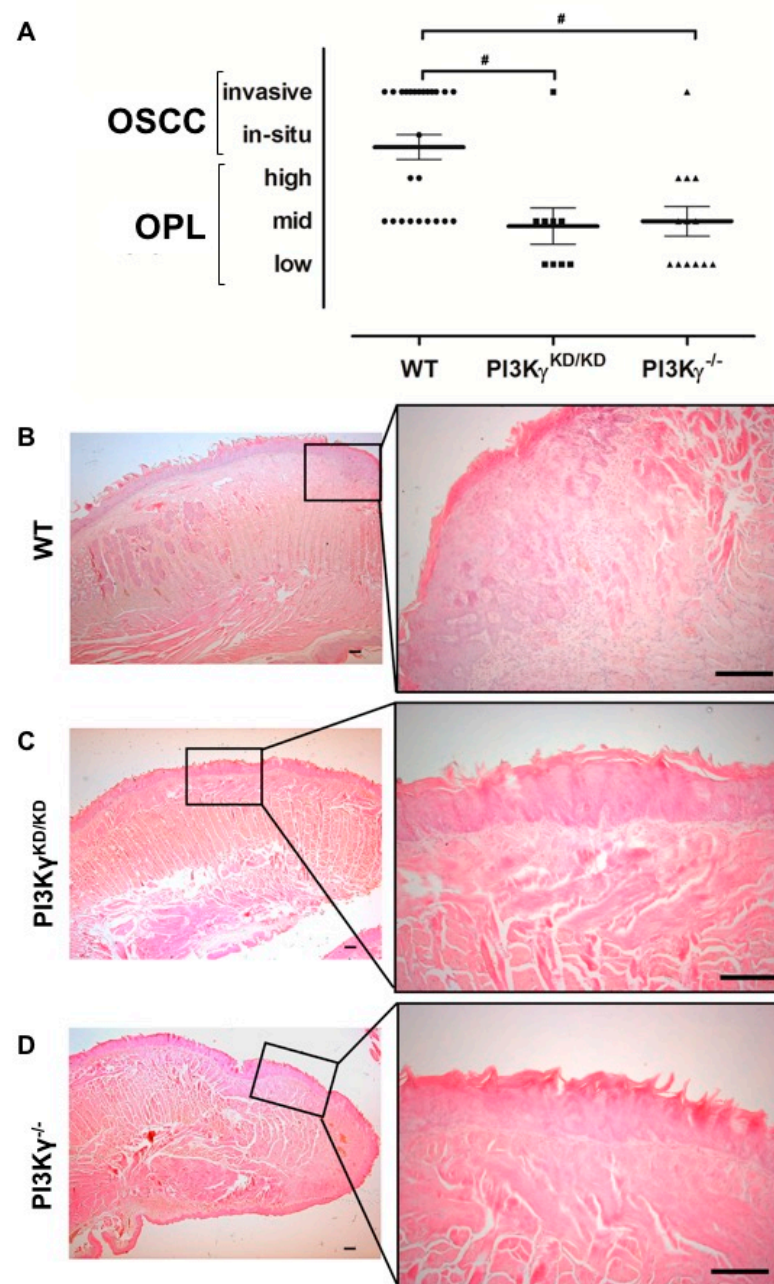 A
#
#
invasive
OSCC
in-situ
high
OPL
mid
low
WT
PI3Kγ^KD/KD
PI3Kγ^-/-
B
WT
C
PI3Kγ^KD/KD
D
PI3Kγ^-/-